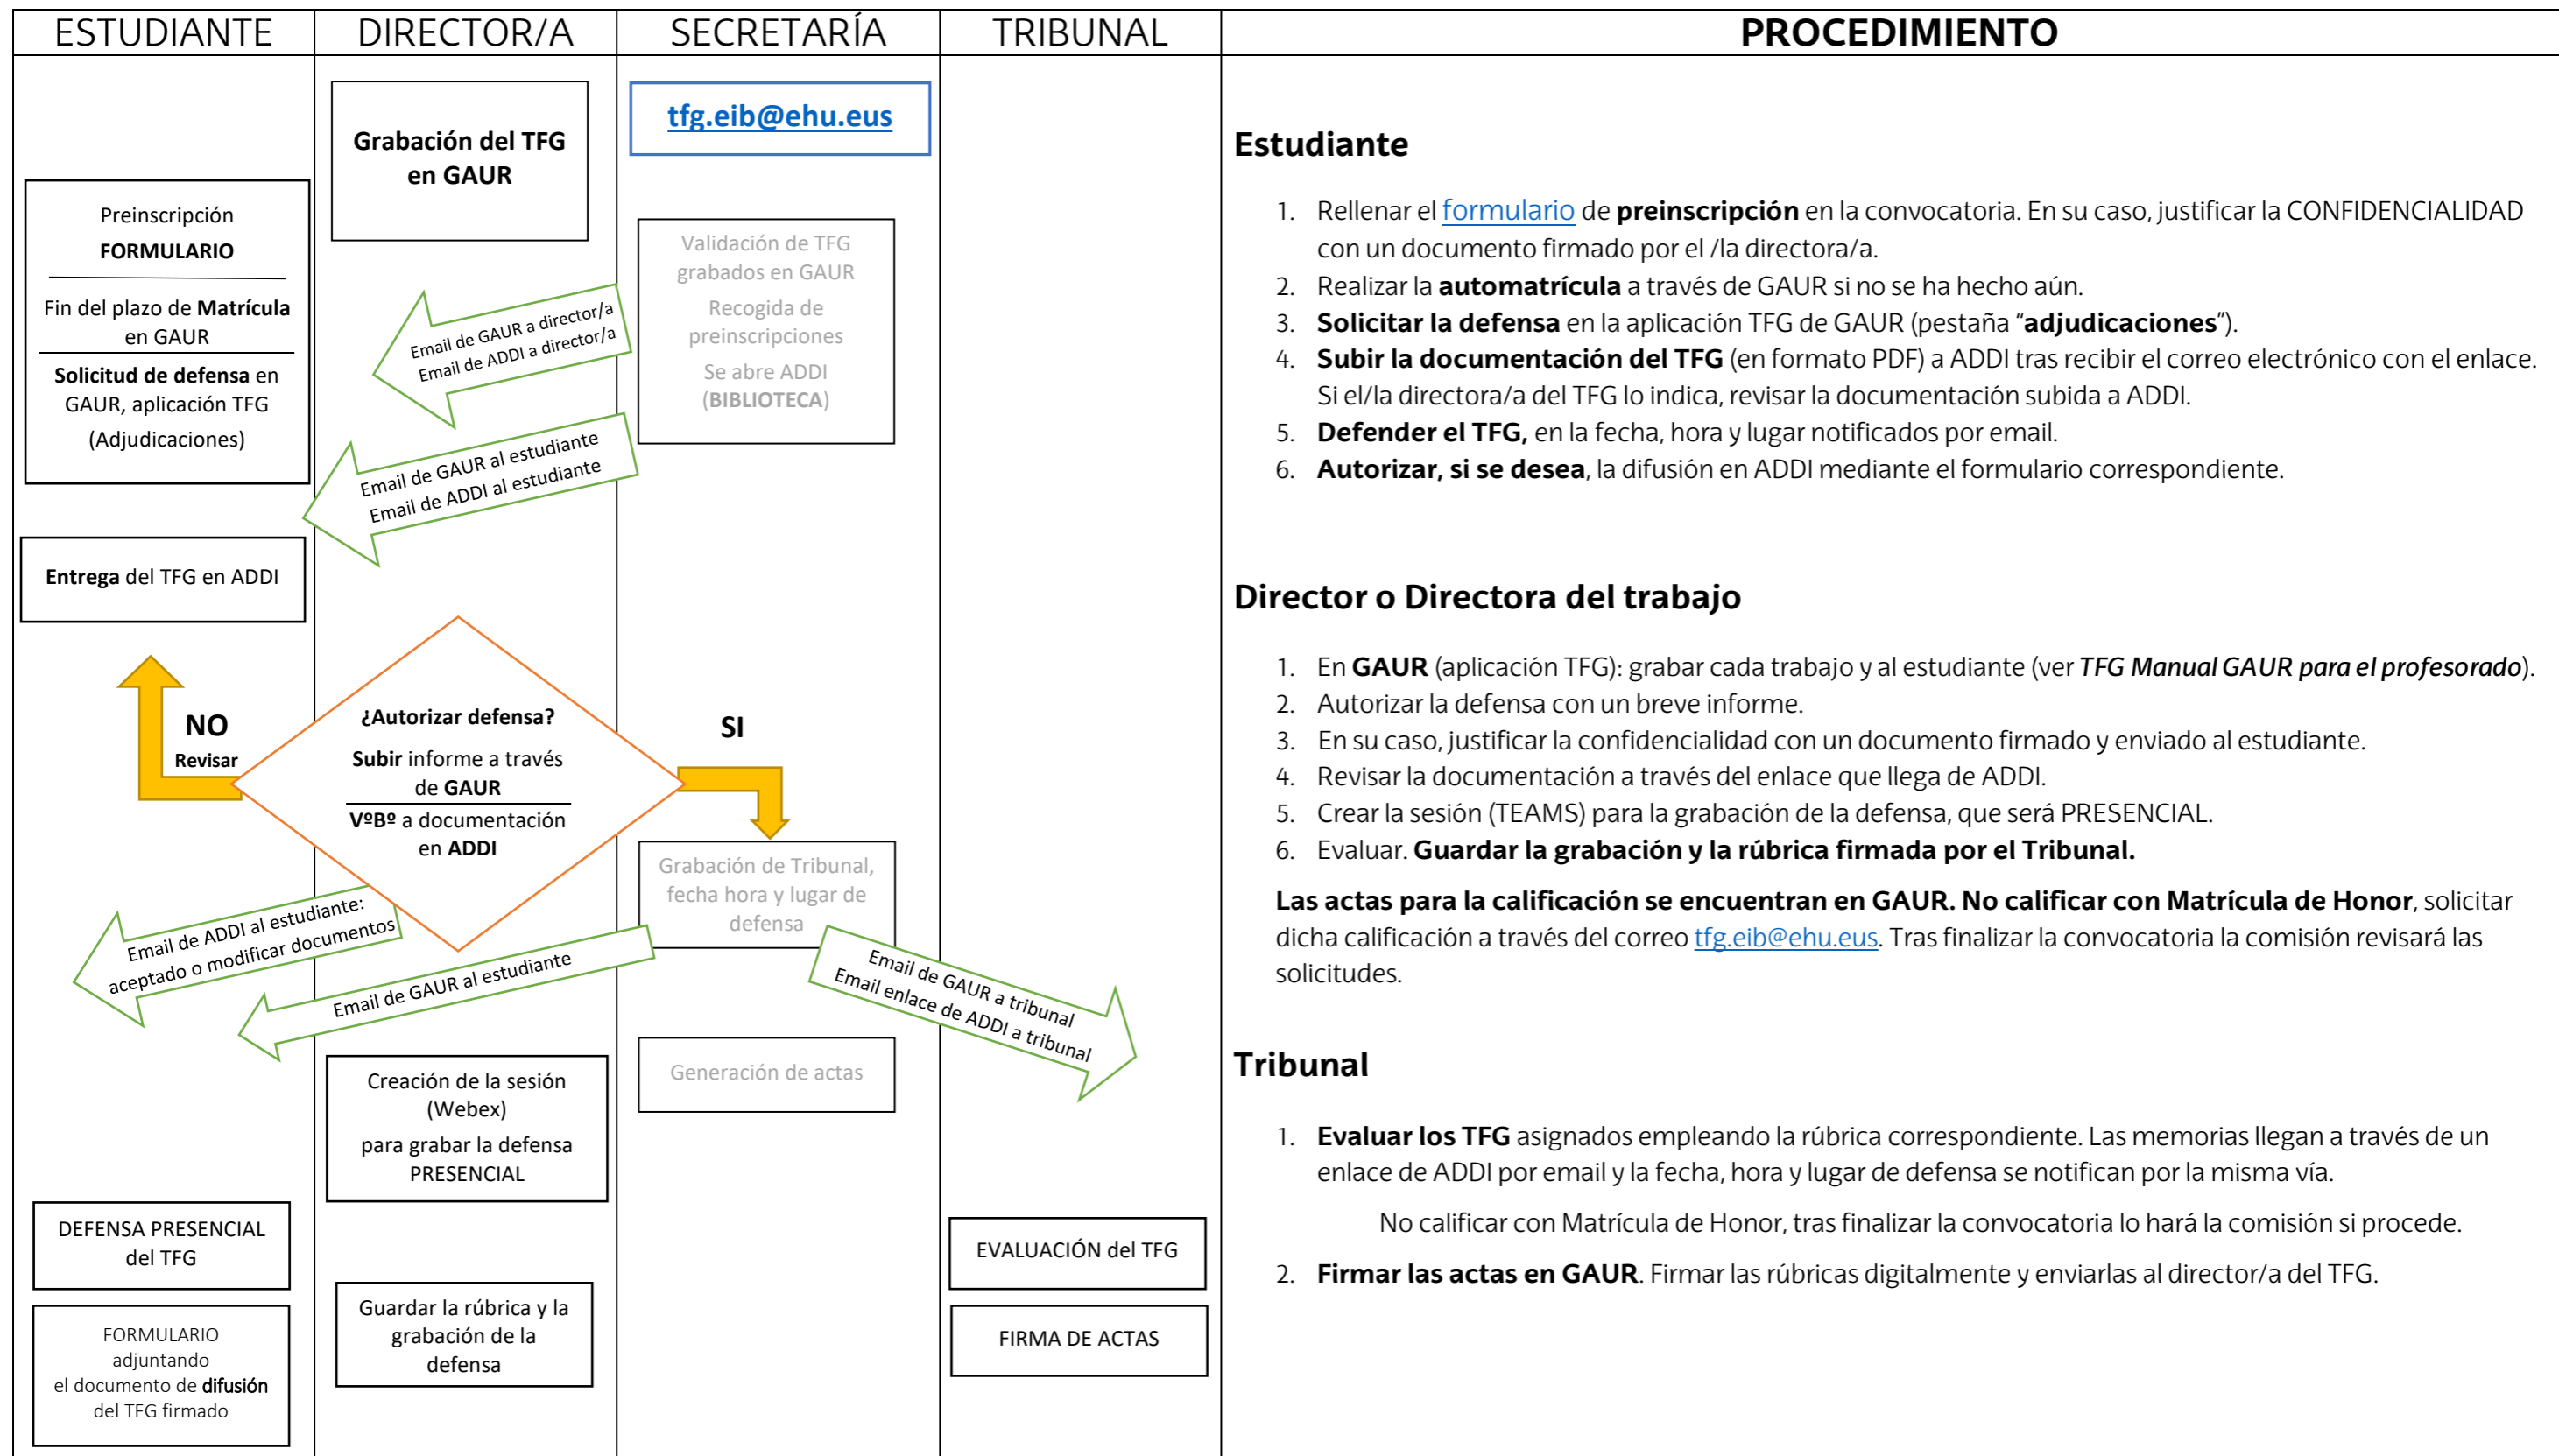 ESTUDIANTE
DIRECTOR/A
SECRETARÍA
TRIBUNAL
PROCEDIMIENTO
Preinscripción
FORMULARIO
Fin del plazo de Matrícula
en GAUR
Solicitud de defensa en
GAUR, aplicación TFG
(Adjudicaciones)
Grabación del TFG
en GAUR
tfg.eib@ehu.eus
Validación de TFG
grabados en GAUR
Recogida de
preinscripciones
Se abre ADDI
(BIBLIOTECA)
Email de GAUR a director/a
Email de ADDI a director/a
Email de GAUR al estudiante
Email de ADDI al estudiante
Entrega del TFG en ADDI
NO
Revisar
¿Autorizar defensa?
Subir informe a través
de GAUR
VºBº a documentación
en ADDI
SI
Grabación de Tribunal,
fecha hora y lugar de
defensa
Email de ADDI al estudiante:
aceptado o modificar documentos
Email de GAUR al estudiante
Email de GAUR a tribunal
Email enlace de ADDI a tribunal
Generación de actas
Creación de la sesión
(Webex)
para grabar la defensa
PRESENCIAL
DEFENSA PRESENCIAL
del TFG
EVALUACIÓN del TFG
Guardar la rúbrica y la
grabación de la
defensa
FORMULARIO
adjuntando
el documento de difusión
del TFG firmado
FIRMA DE ACTAS
Estudiante
1. Rellenar el formulario de preinscripción en la convocatoria. En su caso, justificar la CONFIDENCIALIDAD
con un documento firmado por el /la directora/a.
2. Realizar la automatrícula a través de GAUR si no se ha hecho aún.
3. Solicitar la defensa en la aplicación TFG de GAUR (pestaña “adjudicaciones”).
4. Subir la documentación del TFG (en formato PDF) a ADDI tras recibir el correo electrónico con el enlace.
Si el/la directora/a del TFG lo indica, revisar la documentación subida a ADDI.
5. Defender el TFG, en la fecha, hora y lugar notificados por email.
6. Autorizar, si se desea, la difusión en ADDI mediante el formulario correspondiente.
Director o Directora del trabajo
1. En GAUR (aplicación TFG): grabar cada trabajo y al estudiante (ver TFG Manual GAUR para el profesorado).
2. Autorizar la defensa con un breve informe.
3. En su caso, justificar la confidencialidad con un documento firmado y enviado al estudiante.
4. Revisar la documentación a través del enlace que llega de ADDI.
5. Crear la sesión (TEAMS) para la grabación de la defensa, que será PRESENCIAL.
6. Evaluar. Guardar la grabación y la rúbrica firmada por el Tribunal.
Las actas para la calificación se encuentran en GAUR. No calificar con Matrícula de Honor, solicitar
dicha calificación a través del correo tfg.eib@ehu.eus. Tras finalizar la convocatoria la comisión revisará las
solicitudes.
Tribunal
1. Evaluar los TFG asignados empleando la rúbrica correspondiente. Las memorias llegan a través de un
enlace de ADDI por email y la fecha, hora y lugar de defensa se notifican por la misma vía.
No calificar con Matrícula de Honor, tras finalizar la convocatoria lo hará la comisión si procede.
2. Firmar las actas en GAUR. Firmar las rúbricas digitalmente y enviarlas al director/a del TFG.